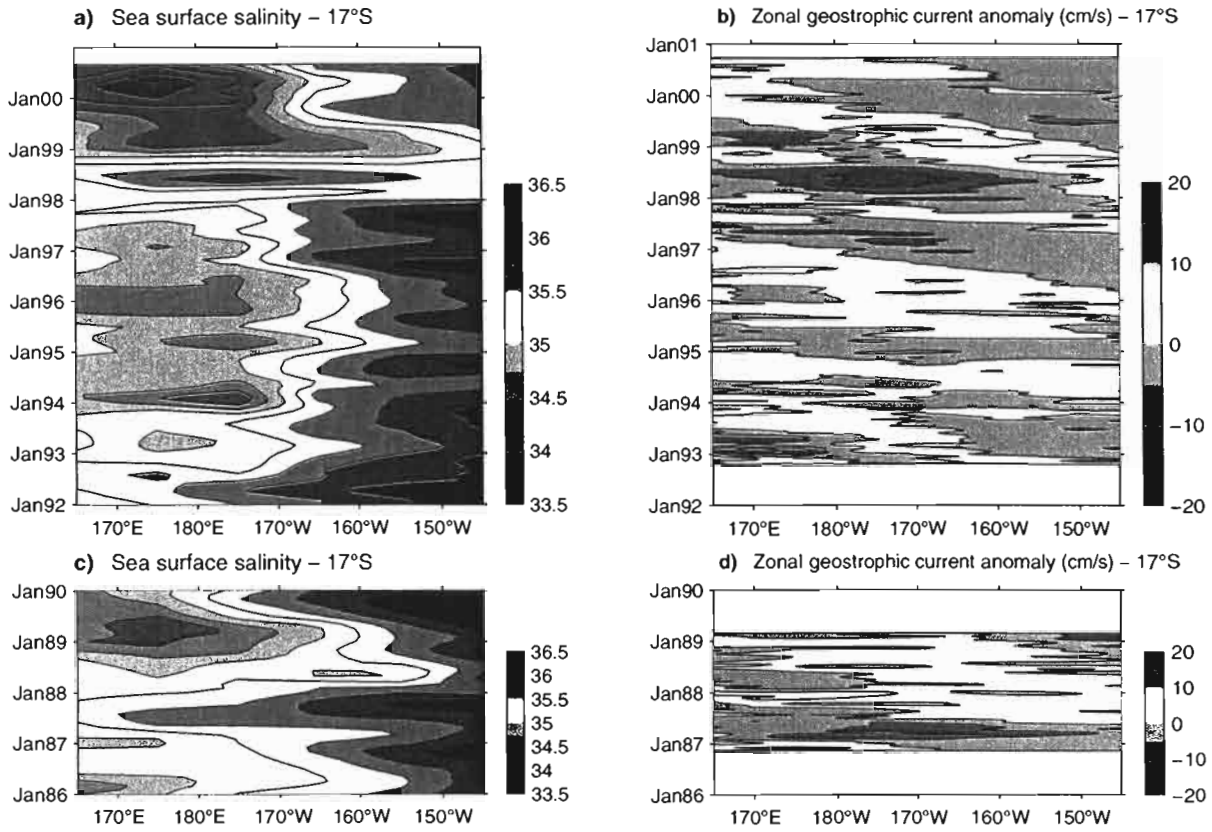 a) Sea surface salinity – 17°S
Jan00
Jan99
Jan98
Jan97
Jan96
Jan95
Jan94
Jan93
Jan92
170°E 180°W 170°W 160°W 150°W
36.5
36
35.5
35
34.5
34
33.5
b) Zonal geostrophic current anomaly (cm/s) – 17°S
Jan01
Jan00
Jan99
Jan98
Jan97
Jan96
Jan95
Jan94
Jan93
Jan92
170°E 180°W 170°W 160°W 150°W
20
10
0
−10
−20
c) Sea surface salinity – 17°S
Jan90
Jan89
Jan88
Jan87
Jan86
170°E 180°W 170°W 160°W 150°W
36.5
36
35.5
35
34.5
34
33.5
d) Zonal geostrophic current anomaly (cm/s) – 17°S
Jan90
Jan89
Jan88
Jan87
Jan86
170°E 180°W 170°W 160°W 150°W
20
10
0
−10
−20